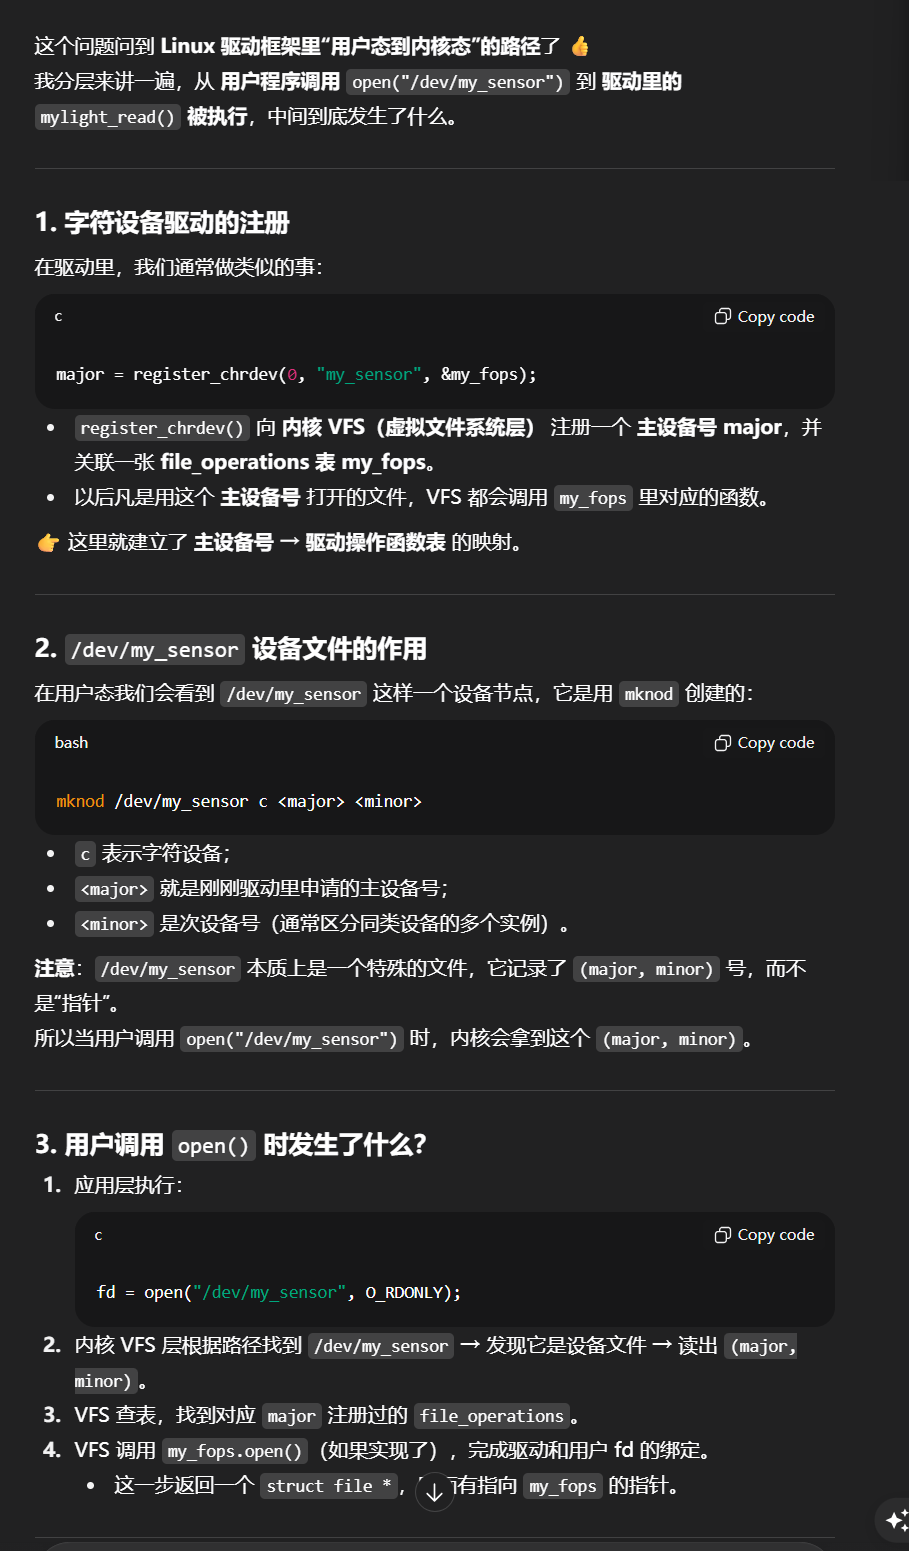 这个问题问到 Linux 驱动框架里“用户态到内核态”的路径了 👍
我分层来讲一遍，从 用户程序调用 open("/dev/my_sensor") 到 驱动里的
mylight_read() 被执行，中间到底发生了什么。
1. 字符设备驱动的注册
在驱动里，我们通常做类似的事：
c
Copy code
major = register_chrdev(0, "my_sensor", &my_fops);
• register_chrdev() 向 内核 VFS（虚拟文件系统层） 注册一个 主设备号 major，并
关联一张 file_operations 表 my_fops。
• 以后凡是用这个 主设备号 打开的文件，VFS 都会调用 my_fops 里对应的函数。
👉 这里就建立了 主设备号 → 驱动操作函数表 的映射。
2. /dev/my_sensor 设备文件的作用
在用户态我们会看到 /dev/my_sensor 这样一个设备节点，它是用 mknod 创建的：
bash
Copy code
mknod /dev/my_sensor c <major> <minor>
• c 表示字符设备；
• <major> 就是刚刚驱动里申请的主设备号；
• <minor> 是次设备号（通常区分同类设备的多个实例）。
注意：/dev/my_sensor 本质上是一个特殊的文件，它记录了 (major, minor) 号，而不
是“指针”。
所以当用户调用 open("/dev/my_sensor") 时，内核会拿到这个 (major, minor)。
3. 用户调用 open() 时发生了什么？
1. 应用层执行：
c
Copy code
fd = open("/dev/my_sensor", O_RDONLY);
2. 内核 VFS 层根据路径找到 /dev/my_sensor → 发现它是设备文件 → 读出 (major,
minor)。
3. VFS 查表，找到对应 major 注册过的 file_operations。
4. VFS 调用 my_fops.open()（如果实现了），完成驱动和用户 fd 的绑定。
• 这一步返回一个 struct file *，有指向 my_fops 的指针。